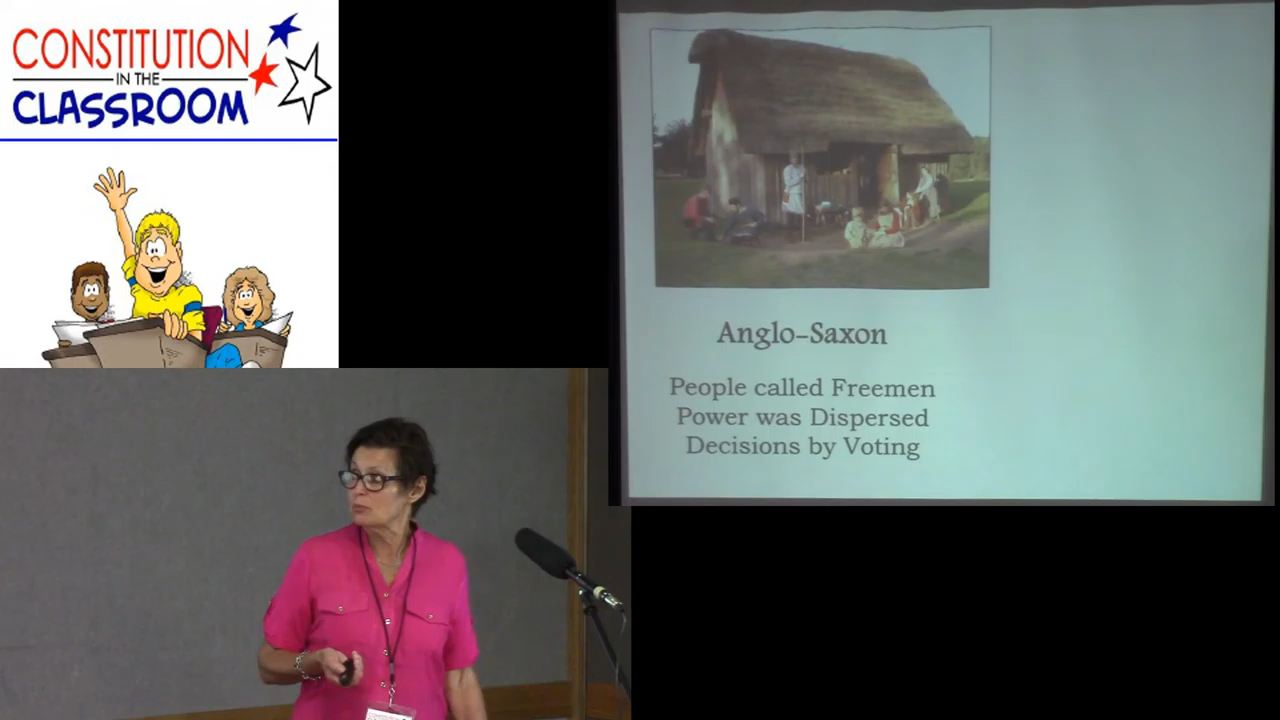 CONSTITUTION
IN THE
CLASSROOM
Anglo-Saxon
People called Freemen
Power was Dispersed
Decisions by Voting